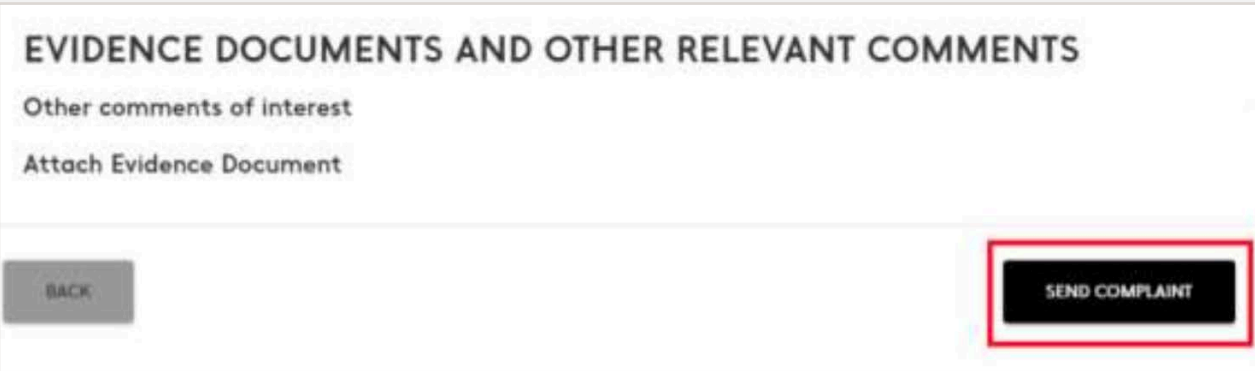 EVIDENCE DOCUMENTS AND OTHER RELEVANT COMMENTS
Other comments of interest
Attach Evidence Document
BACK
SEND COMPLAINT